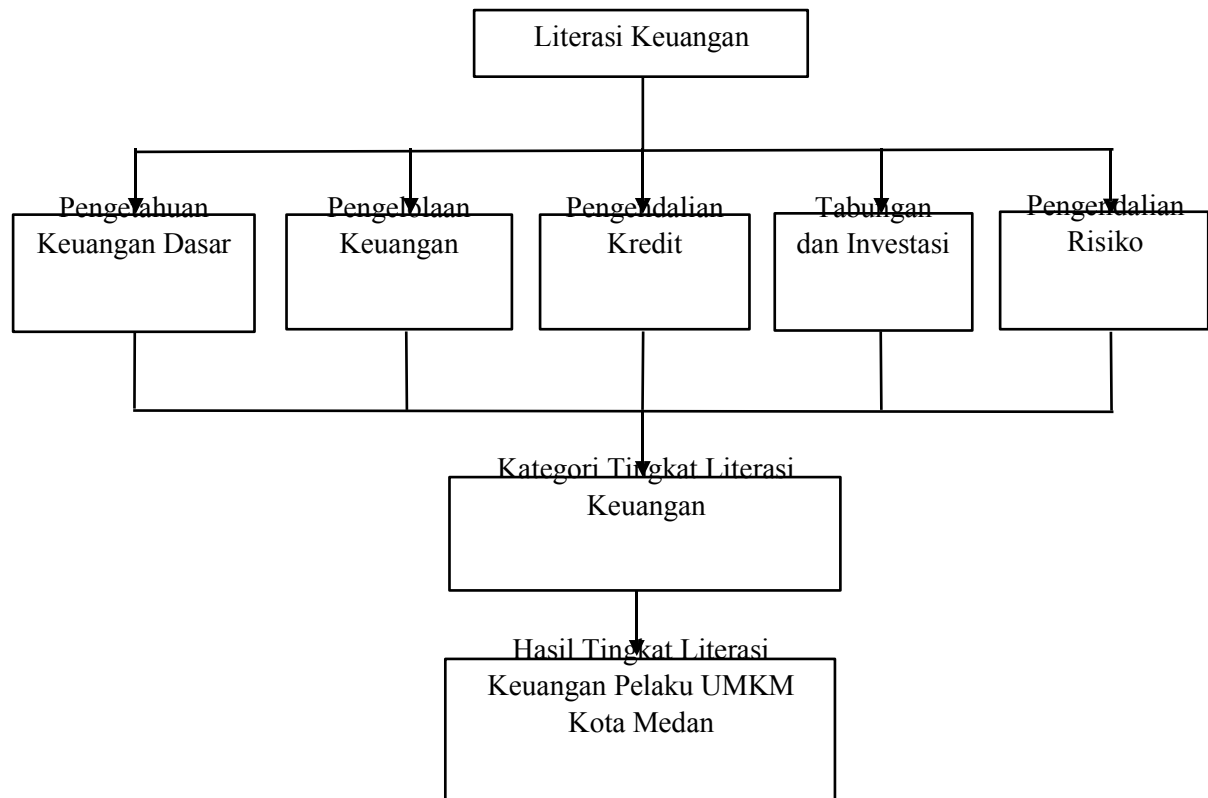 Literasi Keuangan
Pengetahuan
Keuangan Dasar
Pengelolaan
Keuangan
Pengendalian
Kredit
Tabungan
dan Investasi
Pengendalian
Risiko
Kategori Tingkat Literasi
Keuangan
Hasil Tingkat Literasi
Keuangan Pelaku UMKM
Kota Medan